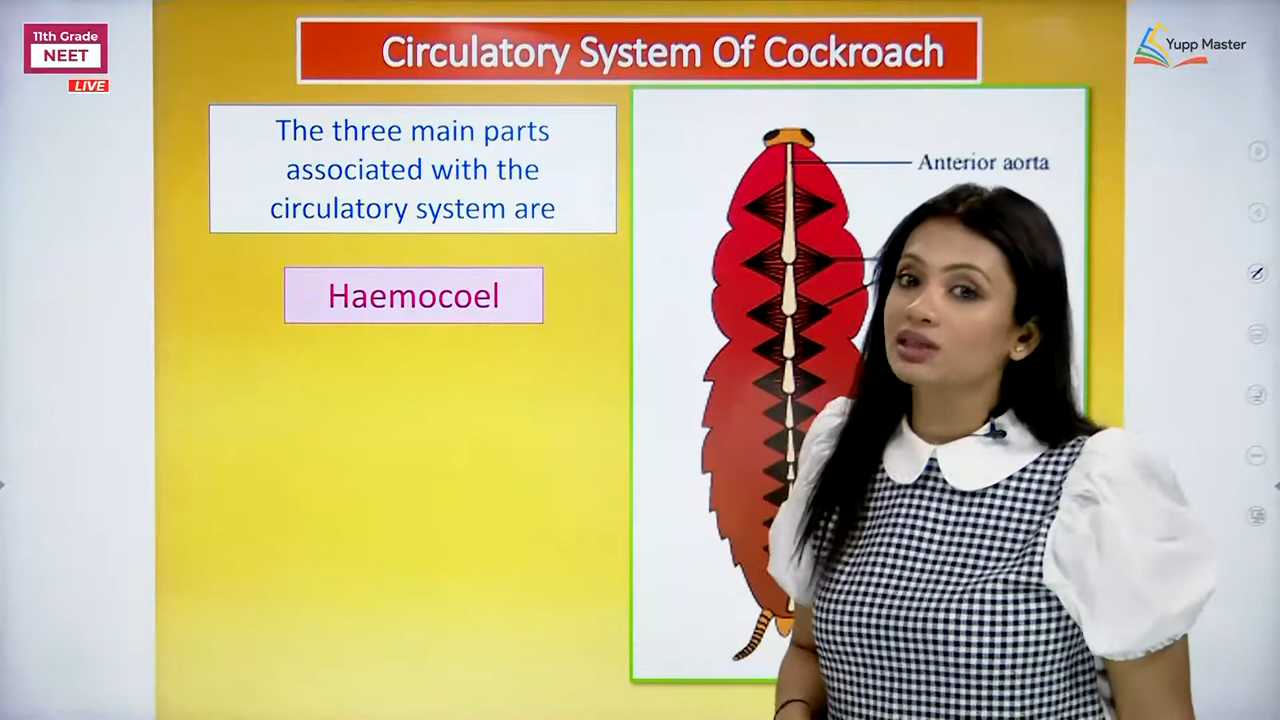 11th Grade
NEET
LIVE
Circulatory System Of Cockroach
Yupp Master
The three main parts
associated with the
circulatory system are
Haemocoel
Anterior aorta